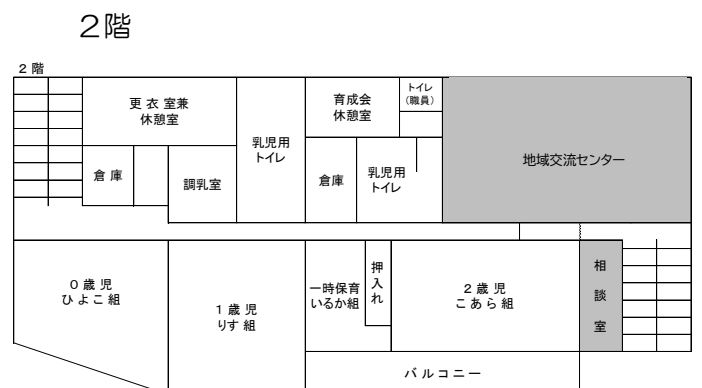 2階
2 階
更 衣 室兼
休憩室
倉 庫
調乳室
乳児用
トイレ
育成会
休憩室
トイレ
(職員)
倉庫
乳児用
トイレ
地域交流センター
0 歳 児
ひよこ 組
1 歳 児
りす 組
一時保育
いるか組
押
入
れ
2 歳 児
こあら 組
相
談
室
バルコニー